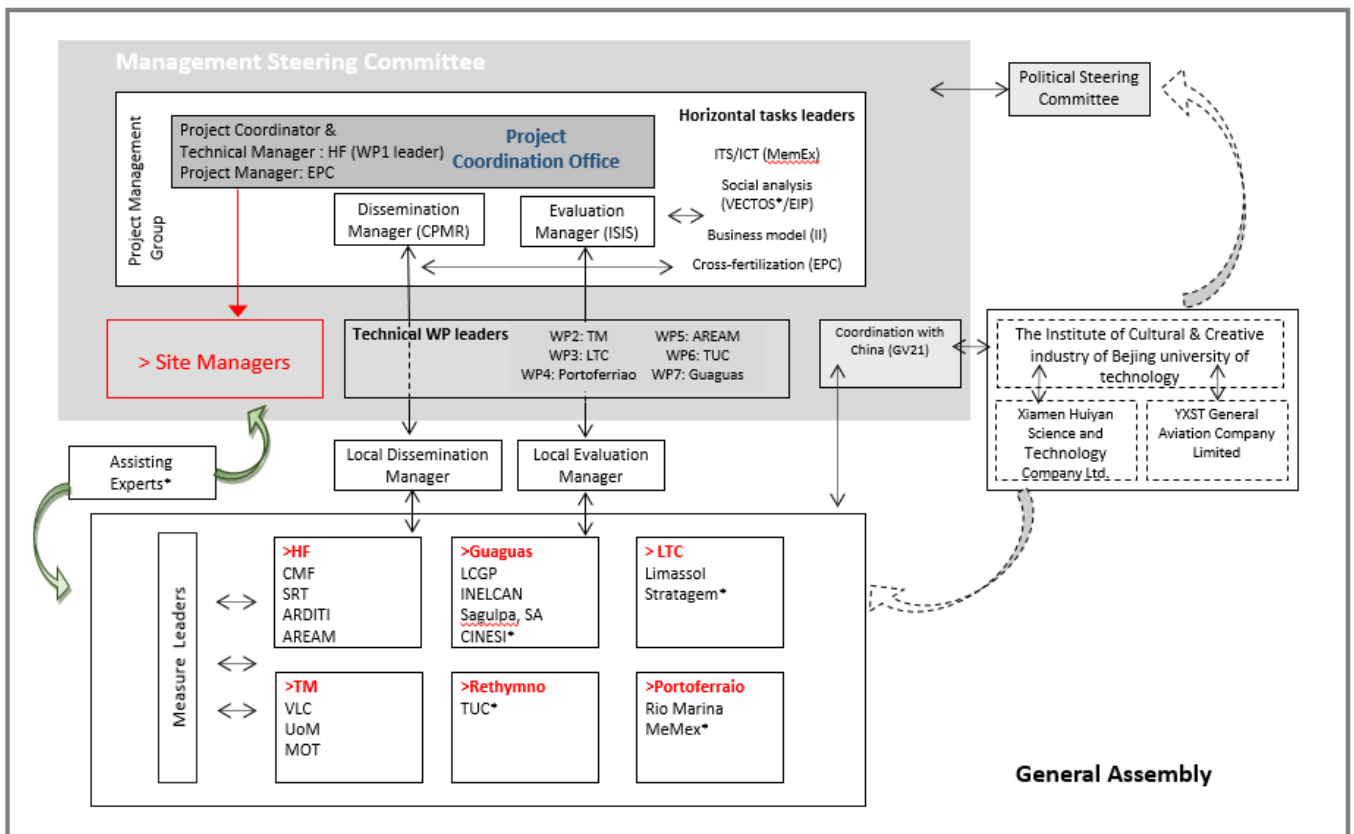 Management Steering Committee
Political Steering
Committee
Project Management
Group
Project Coordinator &
Technical Manager : HF (WP1 leader)
Project Manager: EPC
Project
Coordination Office
Horizontal tasks leaders
ITS/ICT (MemEx)
Social analysis
(VECTOS*/EIP)
Business model (II)
Cross-fertilization (EPC)
Dissemination
Manager (CPMR)
Evaluation
Manager (ISIS)
> Site Managers
Technical WP leaders
WP2: TM
WP3: LTC
WP4: Portoferriao
WP5: AREAM
WP6: TUC
WP7: Guaguas
Coordination with
China (GV21)
The Institute of Cultural & Creative
industry of Bejing university of
technology
Xiamen Huiyan
Science and
Technology
Company Ltd.
YXST General
Aviation Company
Limited
Assisting
Experts*
Local Dissemination
Manager
Local Evaluation
Manager
Measure Leaders
>HF
CMF
SRT
ARDITI
AREAM
>Guaguas
LCGP
INELCAN
Sagulpa, SA
CINESI*
> LTC
Limassol
Stratagem*
>TM
VLC
UoM
MOT
>Rethymno
TUC*
>Portoferraio
Rio Marina
MeMex*
General Assembly